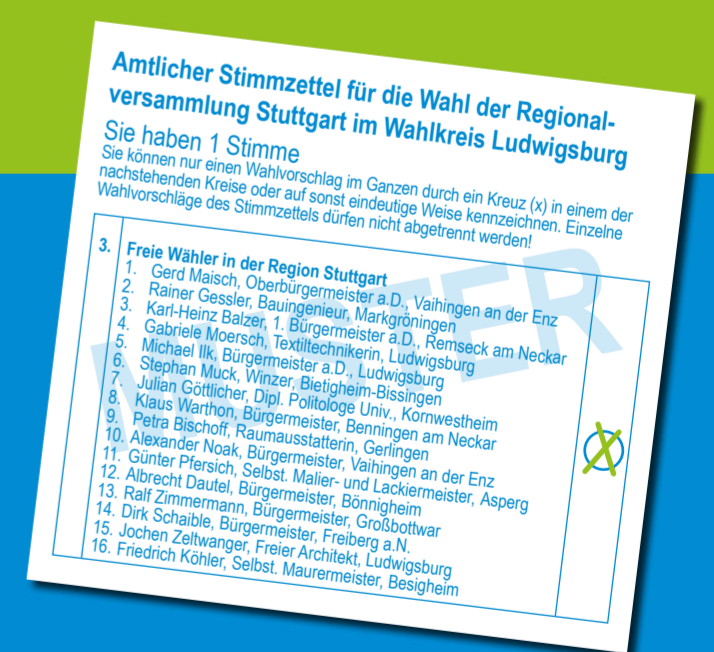 Amtlicher Stimmzettel für die Wahl der Regional-
versammlung Stuttgart im Wahlkreis Ludwigsburg
Sie haben 1 Stimme
Sie können nur einen Wahlvorschlag im Ganzen durch ein Kreuz (x) in einem der
nachstehenden Kreise oder auf sonst eindeutige Weise kennzeichnen. Einzelne
Wahlvorschläge des Stimmzettels dürfen nicht abgetrennt werden!
3. Freie Wähler in der Region Stuttgart
1. Gerd Maisch, Oberbürgermeister a.D., Vaihingen an der Enz
2. Rainer Gessler, Bauingenieur, Markgröningen
3. Karl-Heinz Balzer, 1. Bürgermeister a.D., Remseck am Neckar
4. Gabriele Moersch, Textiltechnikerin, Ludwigsburg
5. Michael Ilk, Bürgermeister a.D., Ludwigsburg
6. Stephan Muck, Winzer, Bietigheim-Bissingen
7. Julian Göttlicher, Dipl. Politologe Univ., Kornwestheim
8. Klaus Warthon, Bürgermeister, Benningen am Neckar
9. Petra Bischoff, Raumausstatterin, Gerlingen
10. Alexander Noak, Bürgermeister, Vaihingen an der Enz
11. Günter Pfersich, Selbst. Malier- und Lackiermeister, Asperg
12. Albrecht Dautel, Bürgermeister, Bönnigheim
13. Ralf Zimmermann, Bürgermeister, Großbottwar
14. Dirk Schaible, Bürgermeister, Freiberg a.N.
15. Jochen Zeltwanger, Freier Architekt, Ludwigsburg
16. Friedrich Köhler, Selbst. Maurermeister, Besigheim
MUSTER